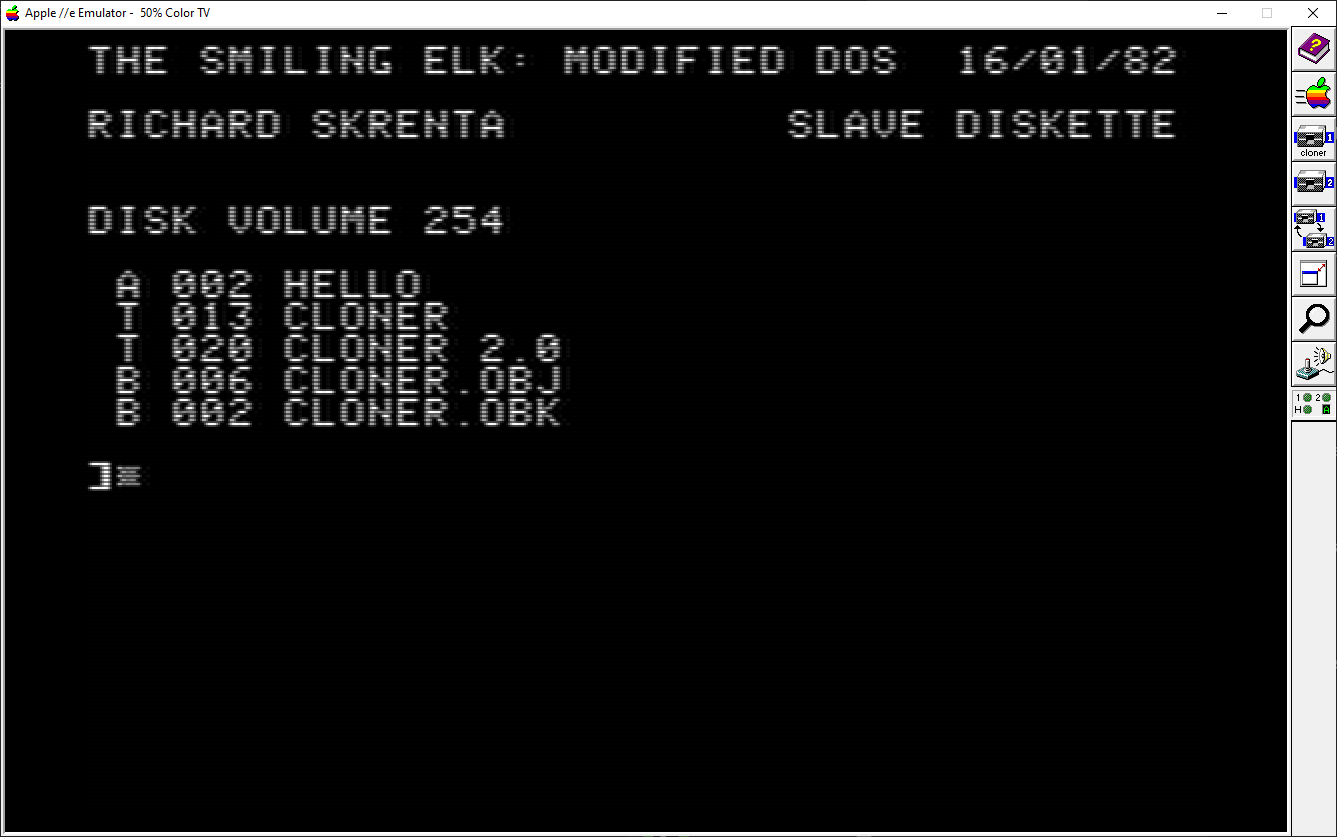 Apple //e Emulator - 50% Color TV
THE SMILING ELK: MODIFIED DOS 16/01/82
RICHARD SKRENTA SLAVE DISKETTE
DISK VOLUME 254
A 002 HELLO
T 013 CLONER
T 020 CLONER 2.0
B 006 CLONER.OBJ
B 002 CLONER.OBK
]
?
1
cloner
2
1
2
1 2
H A